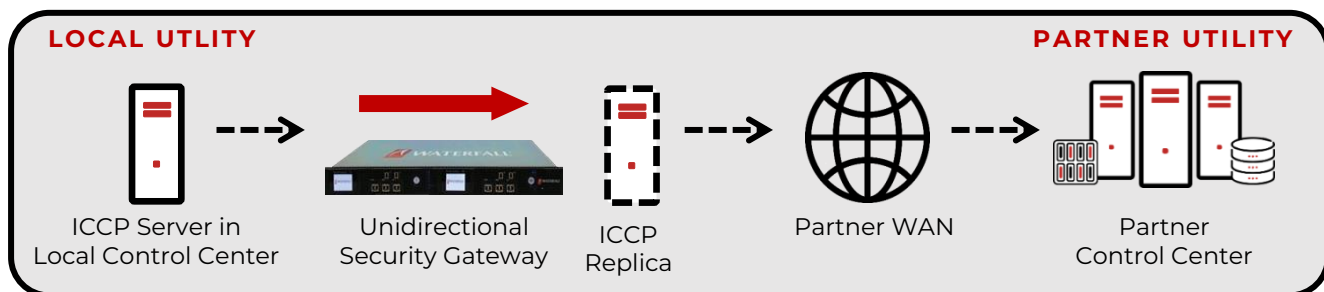 LOCAL UTLITY
PARTNER UTILITY
WATERFALL
ICCP Server in
Local Control Center
Unidirectional
Security Gateway
ICCP
Replica
Partner WAN
Partner
Control Center